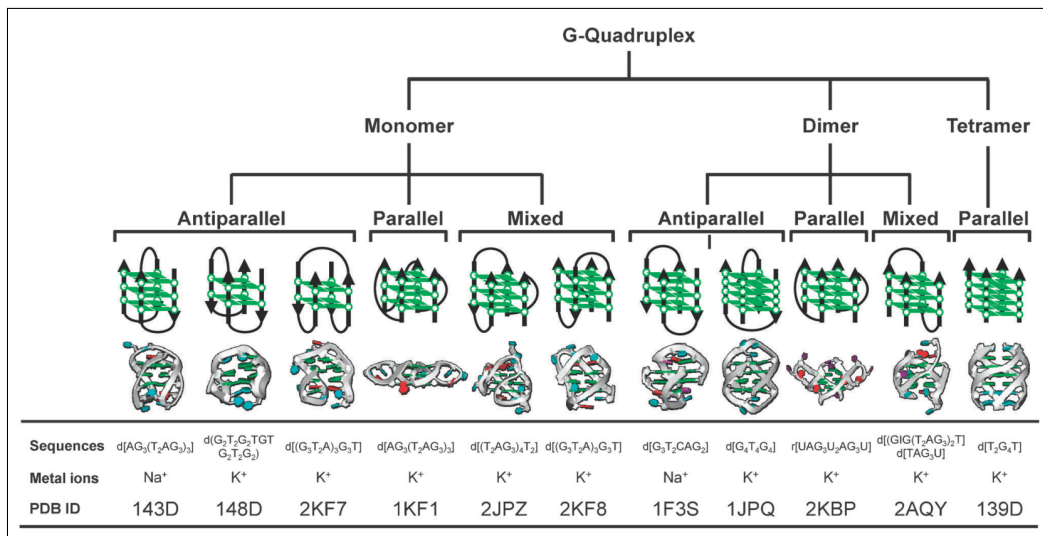 G-Quadruplex
Monomer Dimer Tetramer
Antiparallel Parallel Mixed Antiparallel Parallel Mixed Parallel
Sequences d[AG₃(T₂AG₃)₃] d(G₂T₂G₂TGT d[(G₃T₂A)₃G₃T] d[AG₃(T₂AG₃)₃] d[(T₂AG₃)₄T₂] d[(G₃T₂A)₃G₃T] d[G₃T₂CAG₂] d[G₄T₄G₄] r[UAG₃U₂AG₃U] d[(GIG(T₂AG₃)₂T] d[T₂G₄T]
G₂T₂G₂) d[TAG₃U]
Metal ions Na⁺ K⁺ K⁺ K⁺ K⁺ K⁺ Na⁺ K⁺ K⁺ K⁺ K⁺
PDB ID 143D 148D 2KF7 1KF1 2JPZ 2KF8 1F3S 1JPQ 2KBP 2AQY 139D